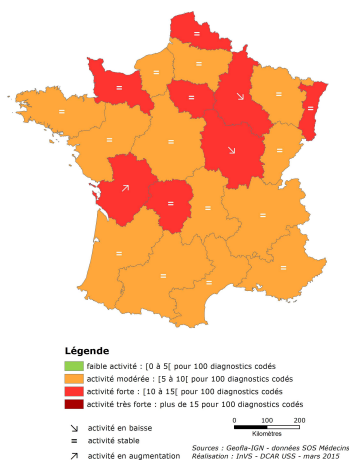 Légende
faible activité : [0 à 5[ pour 100 diagnostics codés
activité modérée : [5 à 10[ pour 100 diagnostics codés
activité forte : [10 à 15[ pour 100 diagnostics codés
activité très forte : plus de 15 pour 100 diagnostics codés
activité en baisse
activité stable
activité en augmentation
0 100 200
Kilomètres
Sources : Geofla-IGN - données SOS Médecins
Réalisation : InVS - DCAR USS - mars 2015